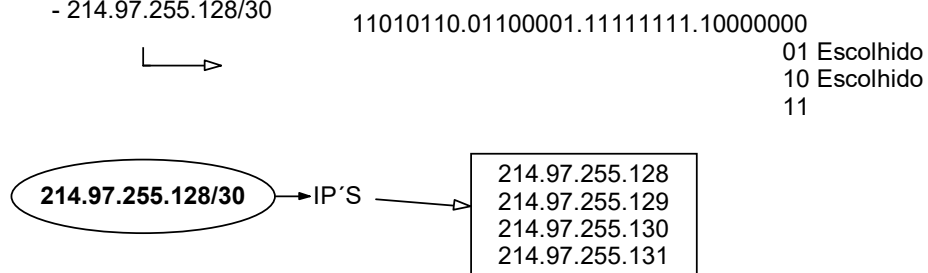 - 214.97.255.128/30
11010110.01100001.11111111.10000000
01 Escolhido
10 Escolhido
11
214.97.255.128/30
IP´S
214.97.255.128
214.97.255.129
214.97.255.130
214.97.255.131